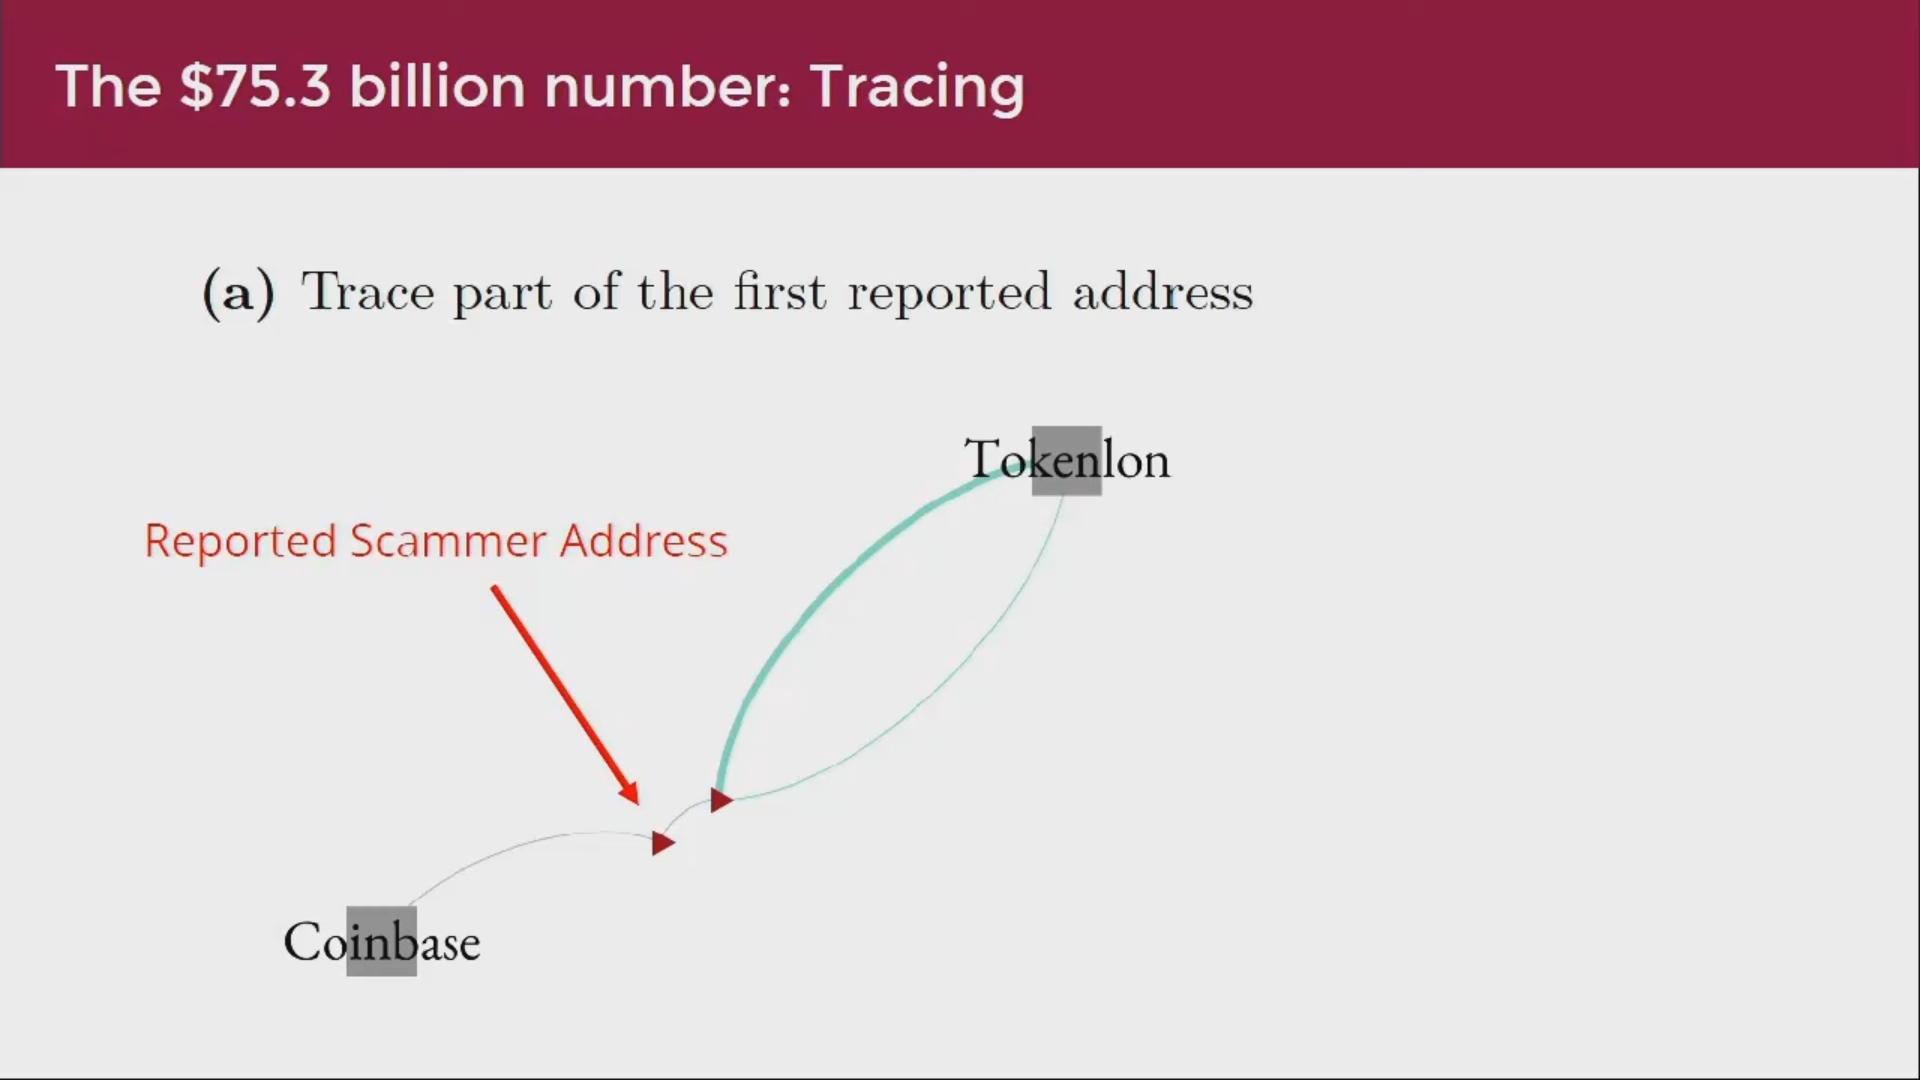 The $75.3 billion number: Tracing
(a) Trace part of the first reported address
Tokenlon
Reported Scammer Address
Coinbase